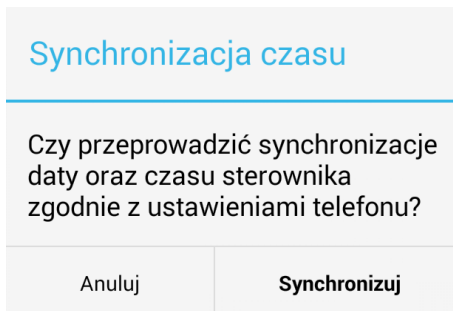 Synchronizacja czasu
Czy przeprowadzić synchronizacje
daty oraz czasu sterownika
zgodnie z ustawieniami telefonu?
Anuluj
Synchronizuj